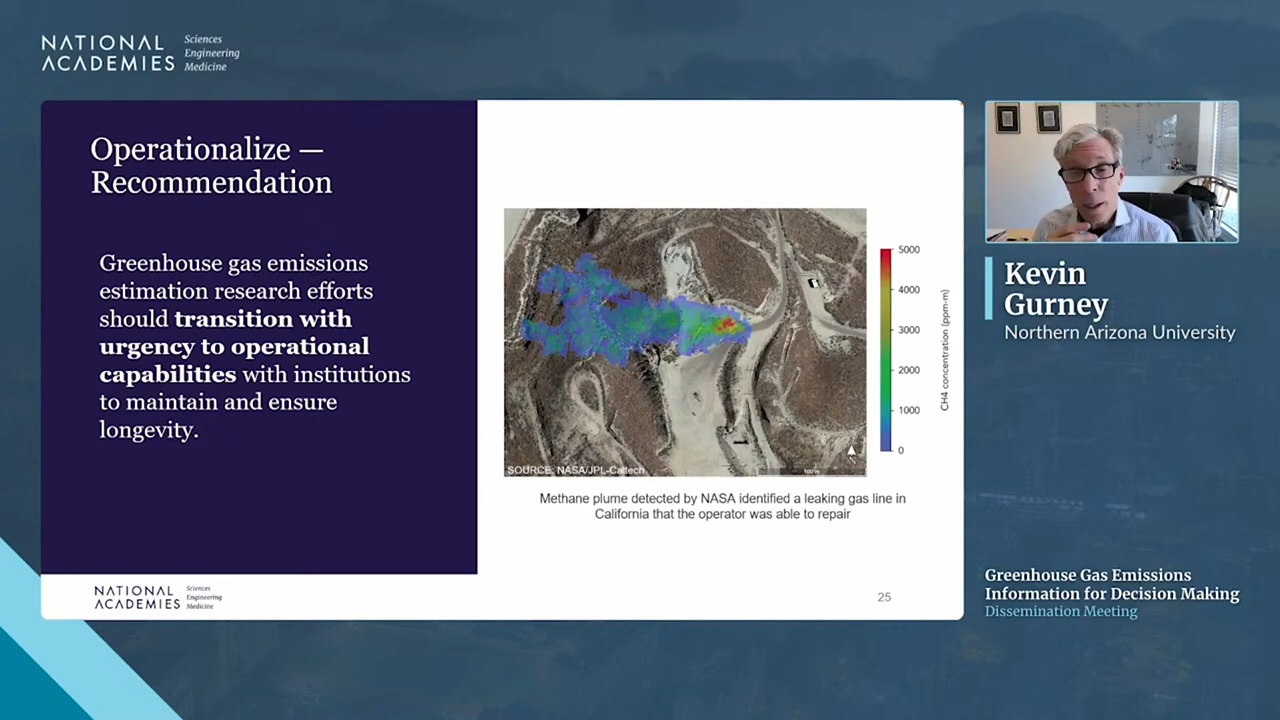 NATIONAL
ACADEMIES
Sciences
Engineering
Medicine
Operationalize —
Recommendation
Greenhouse gas emissions
estimation research efforts
should transition with
urgency to operational
capabilities with institutions
to maintain and ensure
longevity.
SOURCE: NASA/JPL-Caltech
100 m
5000
4000
3000
2000
1000
0
CH4 concentration (ppm-m)
Methane plume detected by NASA identified a leaking gas line in
California that the operator was able to repair
NATIONAL
ACADEMIES
Sciences
Engineering
Medicine
25
Kevin
Gurney
Northern Arizona University
Greenhouse Gas Emissions
Information for Decision Making
Dissemination Meeting